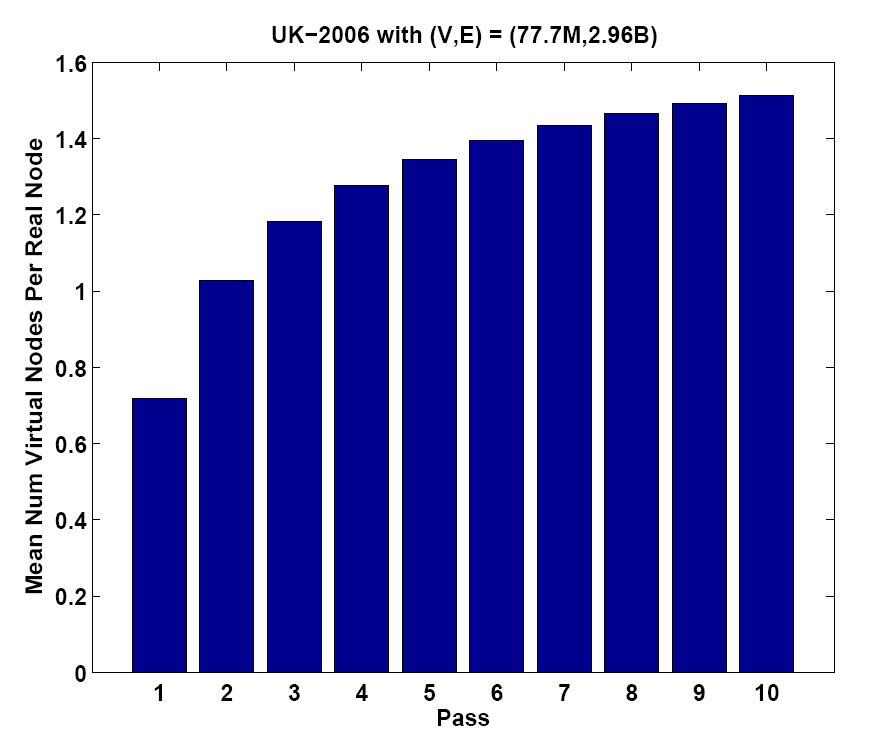 UK−2006 with (V,E) = (77.7M,2.96B)
Mean Num Virtual Nodes Per Real Node
1.6
1.4
1.2
1
0.8
0.6
0.4
0.2
0
1 2 3 4 5 6 7 8 9 10
Pass